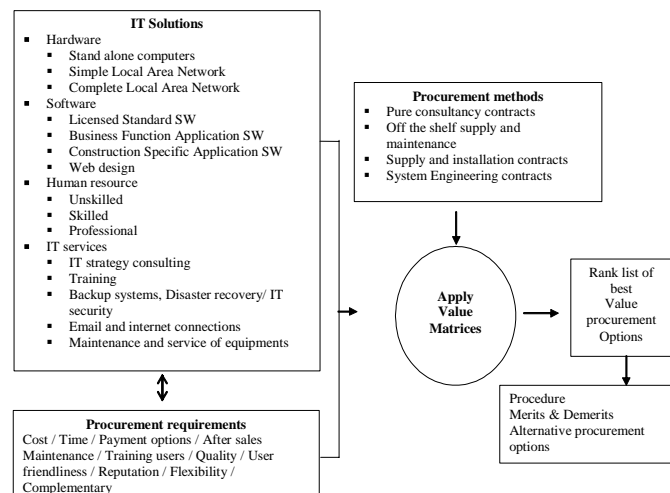 IT Solutions
▪ Hardware
▪ Stand alone computers
▪ Simple Local Area Network
▪ Complete Local Area Network
▪ Software
▪ Licensed Standard SW
▪ Business Function Application SW
▪ Construction Specific Application SW
▪ Web design
▪ Human resource
▪ Unskilled
▪ Skilled
▪ Professional
▪ IT services
▪ IT strategy consulting
▪ Training
▪ Backup systems, Disaster recovery/ IT
security
▪ Email and internet connections
▪ Maintenance and service of equipments
Procurement requirements
Cost / Time / Payment options / After sales
Maintenance / Training users / Quality / User
friendliness / Reputation / Flexibility /
Complementary
Procurement methods
▪ Pure consultancy contracts
▪ Off the shelf supply and
maintenance
▪ Supply and installation contracts
▪ System Engineering contracts
Apply
Value
Matrices
Rank list of
best
Value
procurement
Options
Procedure
Merits & Demerits
Alternative procurement
options